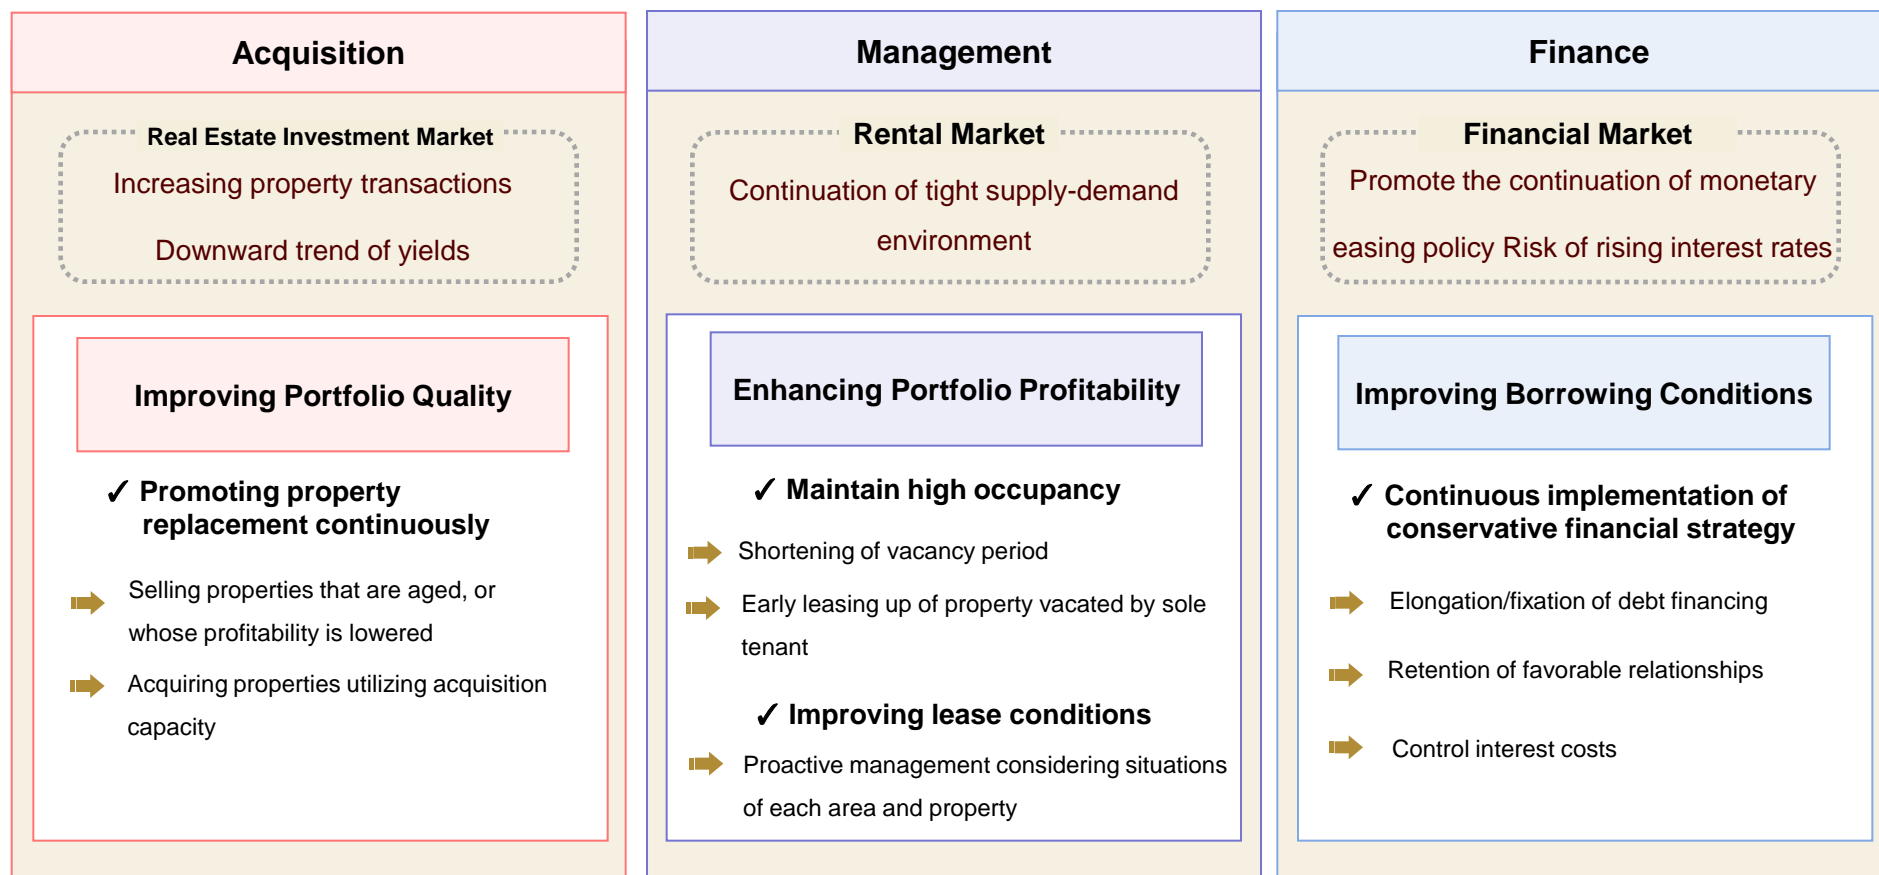 Acquisition
Real Estate Investment Market
Increasing property transactions
Downward trend of yields
Improving Portfolio Quality
✓ Promoting property
replacement continuously
Selling properties that are aged, or
whose profitability is lowered
Acquiring properties utilizing acquisition
capacity
Management
Rental Market
Continuation of tight supply-demand
environment
Enhancing Portfolio Profitability
✓ Maintain high occupancy
Shortening of vacancy period
Early leasing up of property vacated by sole
tenant
✓ Improving lease conditions
Proactive management considering situations
of each area and property
Finance
Financial Market
Promote the continuation of monetary
easing policy Risk of rising interest rates
Improving Borrowing Conditions
✓ Continuous implementation of
conservative financial strategy
Elongation/fixation of debt financing
Retention of favorable relationships
Control interest costs